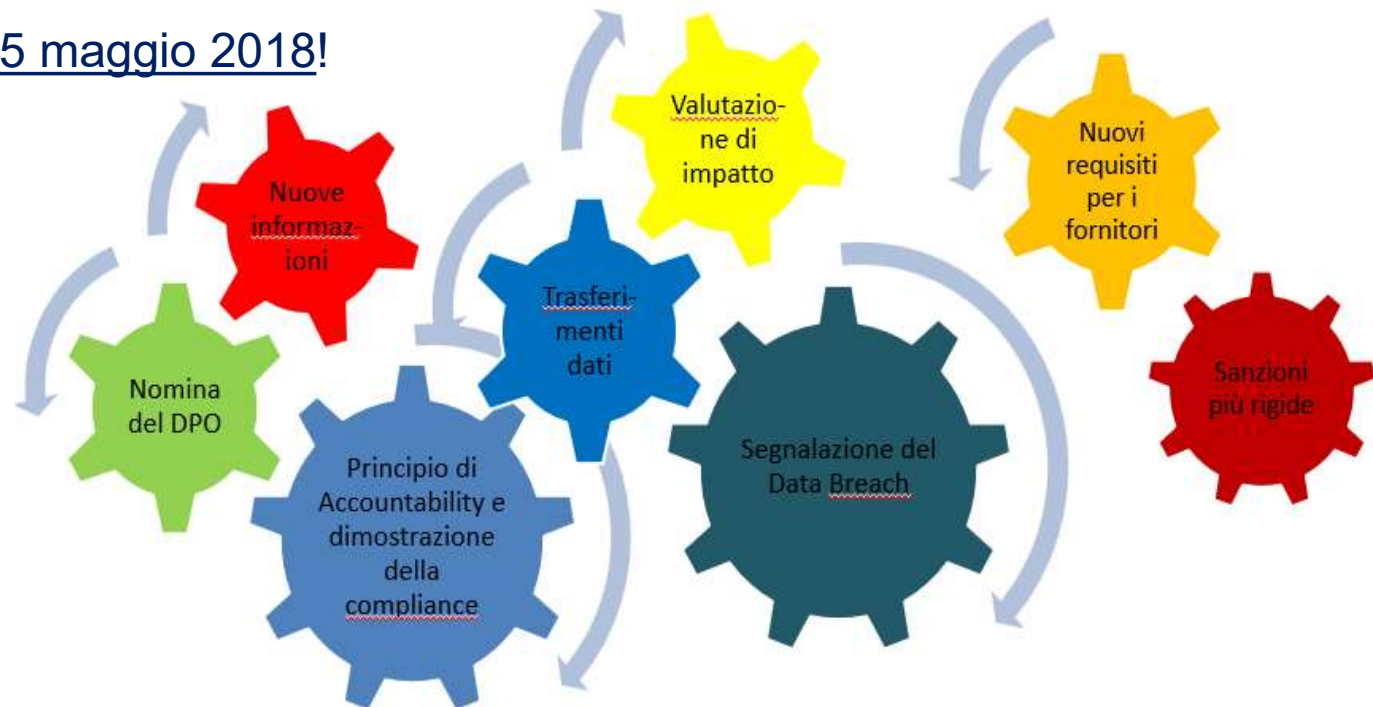 5 maggio 2018!
Nuove
informaz-
ioni
Valutazio-
ne di
impatto
Nuovi
requisiti
per i
fornitori
Trasferi-
menti
dati
Nomina
del DPO
Sanzioni
più rigide
Principio di
Accountability e
dimostrazione
della
compliance
Segnalazione del
Data Breach